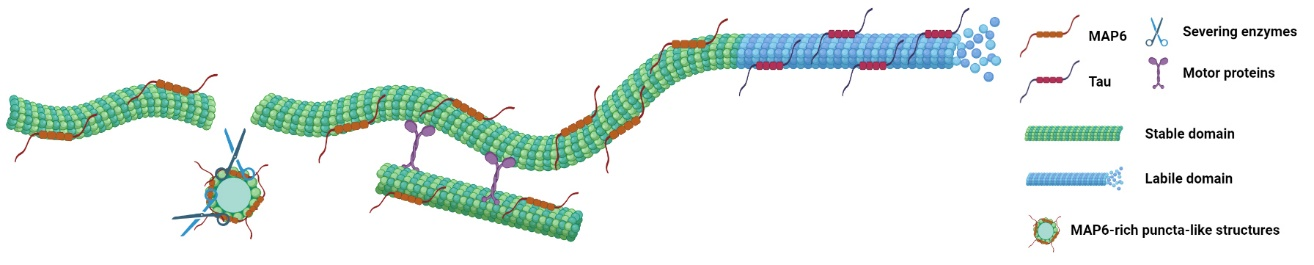 MAP6
Severing enzymes
Tau
Motor proteins
Stable domain
Labile domain
MAP6-rich puncta-like structures